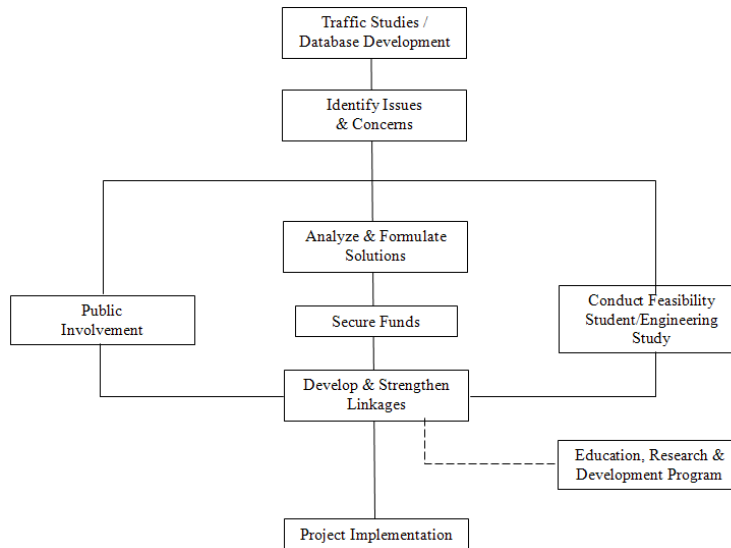 Traffic Studies /
Database Development
Identify Issues
& Concerns
Analyze & Formulate
Solutions
Public
Involvement
Secure Funds
Conduct Feasibility
Student/Engineering
Study
Develop & Strengthen
Linkages
Education, Research &
Development Program
Project Implementation